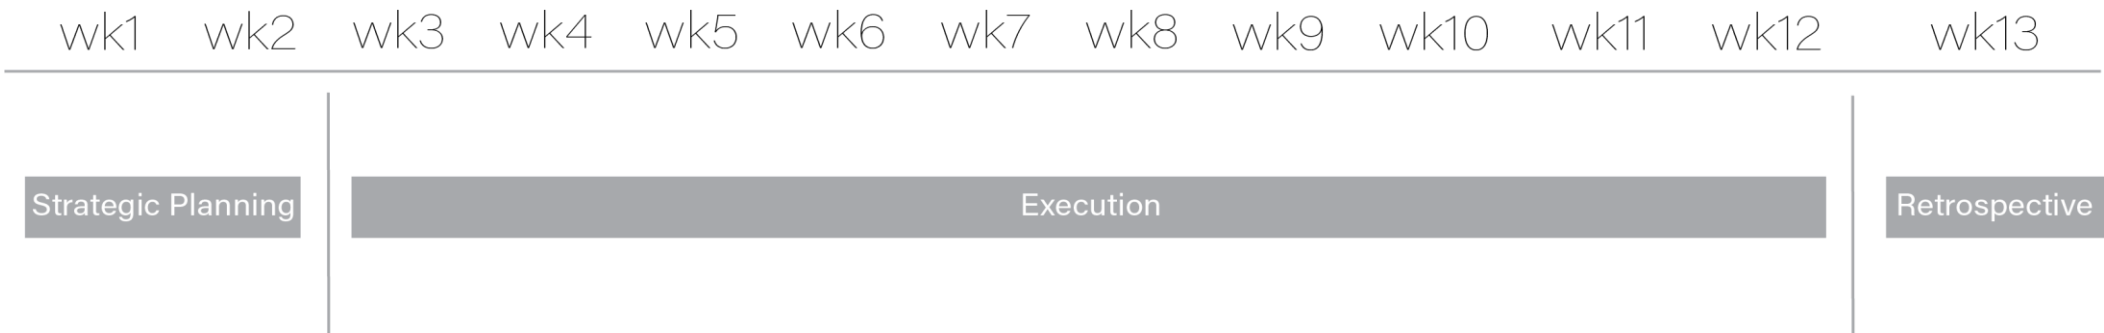 wk1 wk2 wk3 wk4 wk5 wk6 wk7 wk8 wk9 wk10 wk11 wk12 wk13
Strategic Planning Execution Retrospective